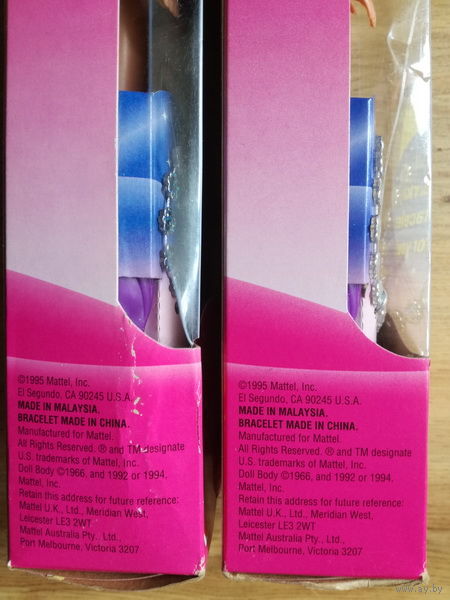 ©1995 Mattel, Inc.
El Segundo, CA 90245 U.S.A.
MADE IN MALAYSIA.
BRACELET MADE IN CHINA.
Manufactured for Mattel.
All Rights Reserved. ® and TM designate
U.S. trademarks of Mattel, Inc.
Doll Body ©1966, and 1992 or 1994,
Mattel, Inc.
Retain this address for future reference:
Mattel U.K., Ltd., Meridian West,
Leicester LE3 2WT
Mattel Australia Pty., Ltd.,
Port Melbourne, Victoria 3207
©1995 Mattel, Inc.
El Segundo, CA 90245 U.S.A.
MADE IN MALAYSIA.
BRACELET MADE IN CHINA.
Manufactured for Mattel.
All Rights Reserved. ® and TM designate
U.S. trademarks of Mattel, Inc.
Doll Body ©1966, and 1992 or 1994,
Mattel, Inc.
Retain this address for future reference:
Mattel U.K., Ltd., Meridian West,
Leicester LE3 2WT
Mattel Australia Pty., Ltd.,
Port Melbourne, Victoria 3207
www.ay.by